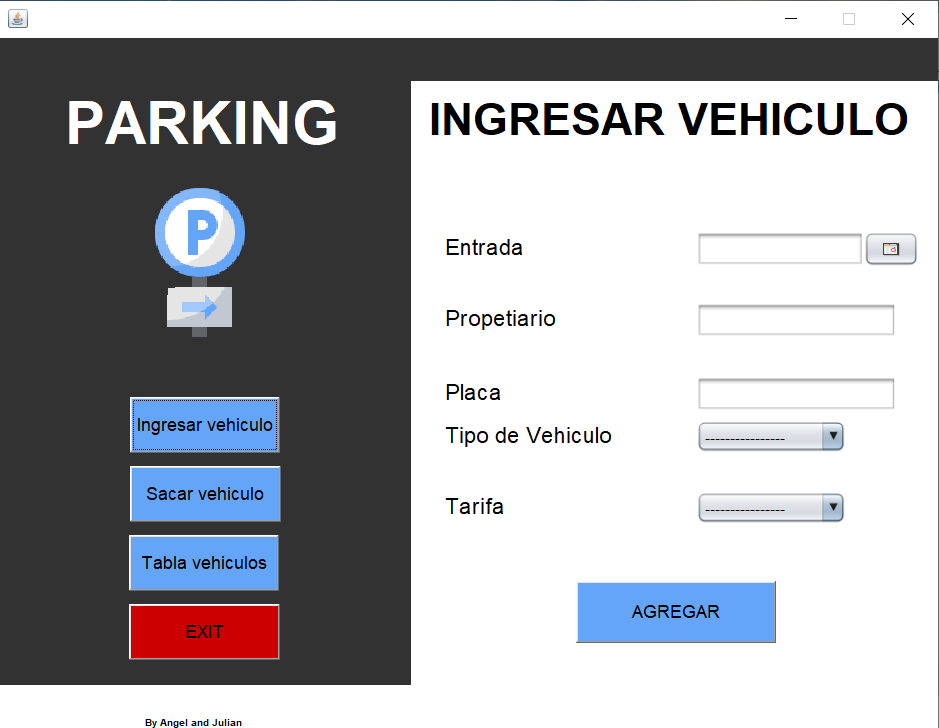 PARKING
P
Ingresar vehiculo
Sacar vehiculo
Tabla vehiculos
EXIT
By Angel and Julian
INGRESAR VEHICULO
Entrada
Propetiario
Placa
Tipo de Vehiculo
----------------
Tarifa
----------------
AGREGAR